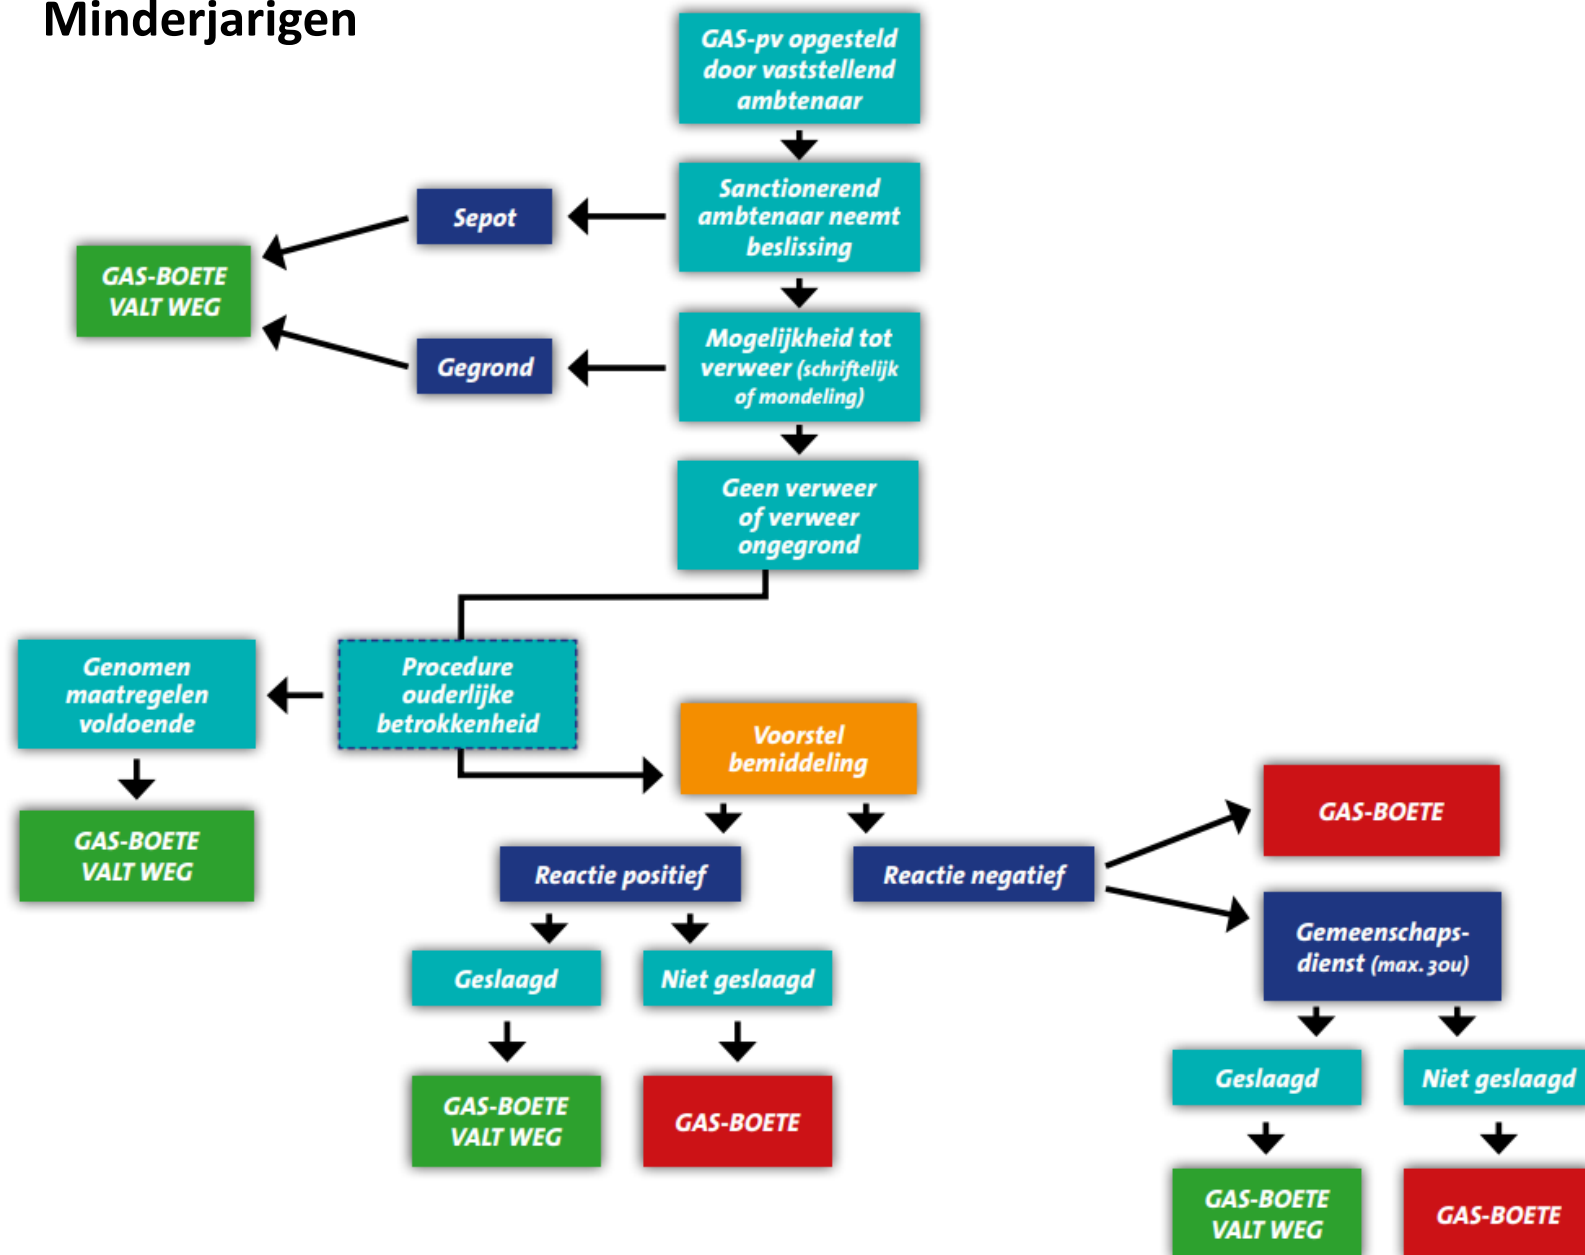 Minderjarigen
GAS-pv opgesteld
door vaststellend
ambtenaar
Sanctionerend
ambtenaar neemt
beslissing
Sepot
GAS-BOETE
VALT WEG
Mogelijkheid tot
verweer (schriftelijk
of mondeling)
Gegrond
Geen verweer
of verweer
ongegrond
Genomen
maatregelen
voldoende
Procedure
ouderlijke
betrokkenheid
Voorstel
bemiddeling
GAS-BOETE
VALT WEG
GAS-BOETE
Reactie positief
Reactie negatief
Gemeenschaps-
dienst (max. 30u)
Geslaagd
Niet geslaagd
GAS-BOETE
VALT WEG
GAS-BOETE
Geslaagd
Niet geslaagd
GAS-BOETE
VALT WEG
GAS-BOETE